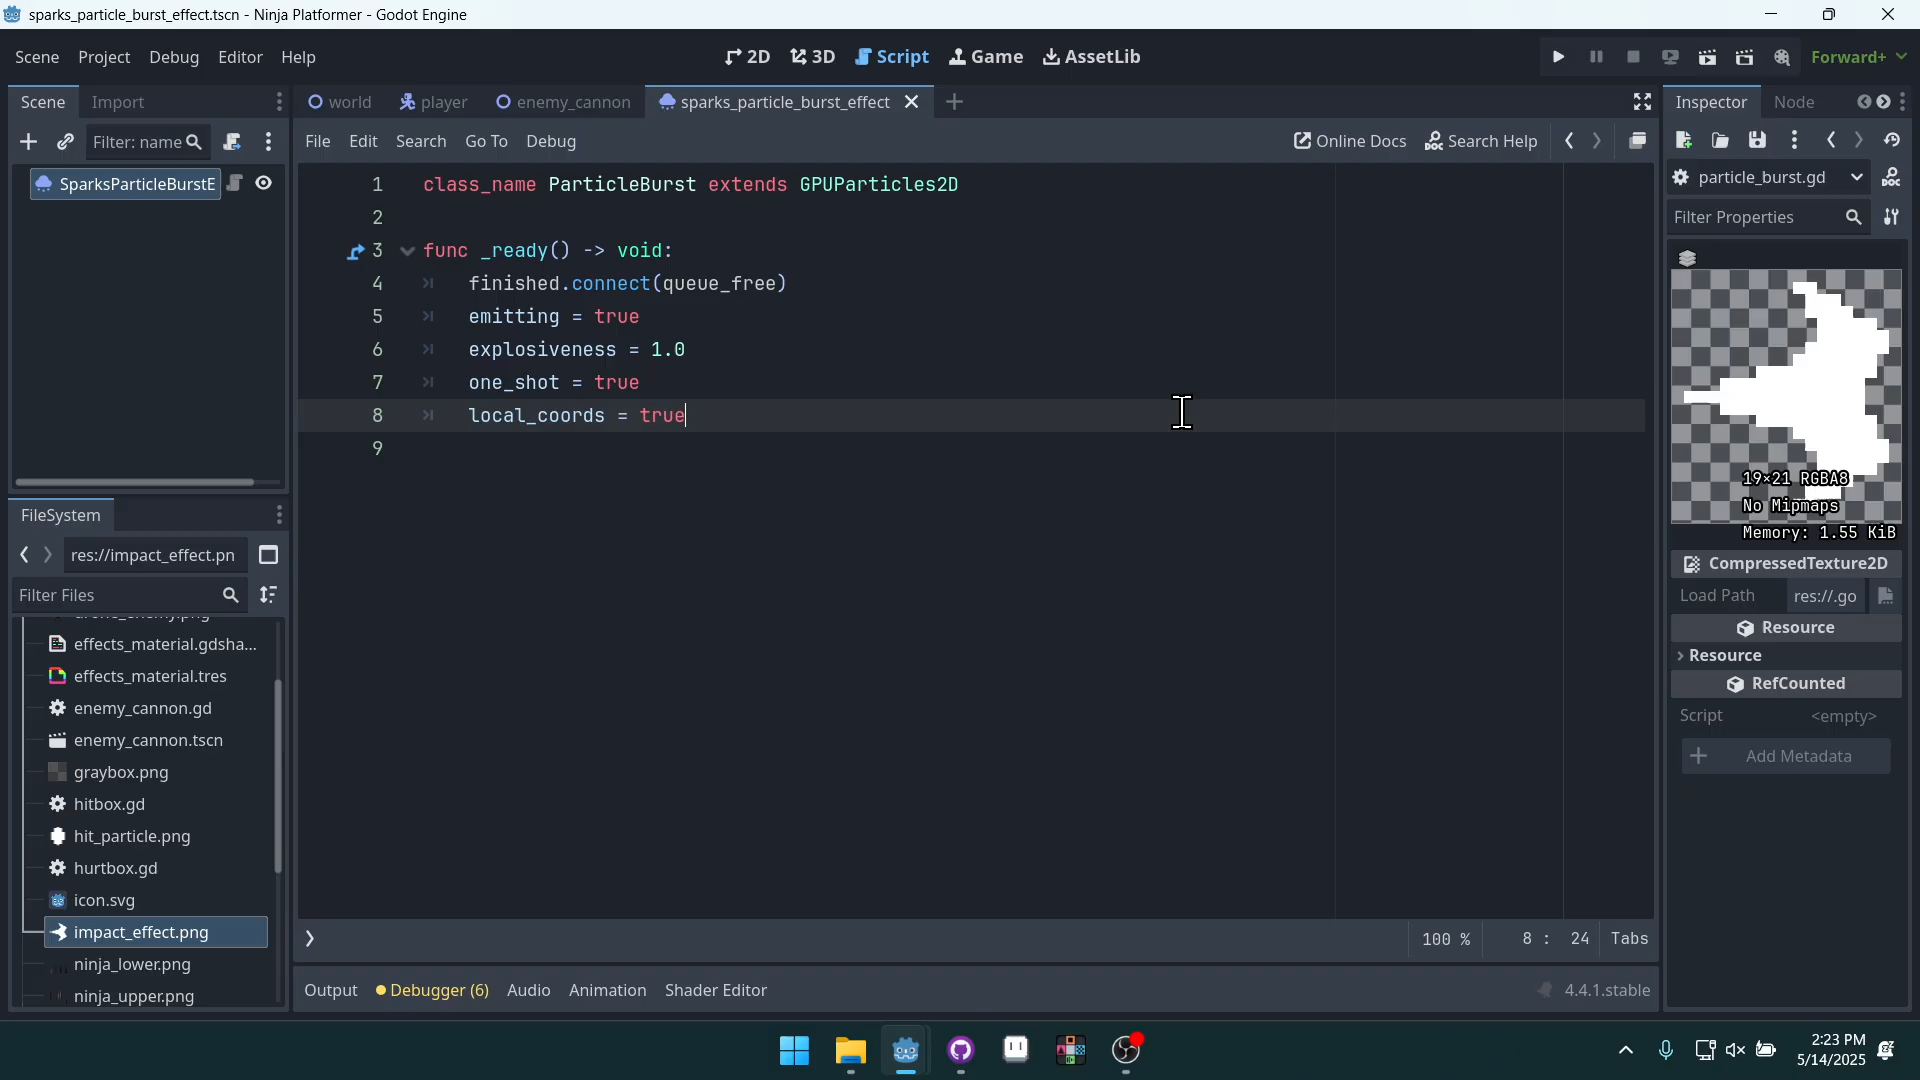 sparks_particle_burst_effect.tscn - Ninja Platformer - Godot Engine
Scene Project Debug Editor Help
2D 3D Script Game AssetLib
Forward+
Scene Import
world player enemy_cannon sparks_particle_burst_effect
Inspector Node
Filter: name
File Edit Search Go To Debug
Online Docs Search Help
SparksParticleBurstE
particle_burst.gd
Filter Properties
1 class_name ParticleBurst extends GPUParticles2D
2
3 func _ready() -> void:
4 finished.connect(queue_free)
5 emitting = true
6 explosiveness = 1.0
7 one_shot = true
8 local_coords = true
9
19×21 RGBA8
No Mipmaps
Memory: 1.55 KiB
CompressedTexture2D
Load Path res://.go
Resource
Resource
RefCounted
Script <empty>
Add Metadata
FileSystem
res://impact_effect.pn
Filter Files
effects_material.gdsha...
effects_material.tres
enemy_cannon.gd
enemy_cannon.tscn
graybox.png
hitbox.gd
hit_particle.png
hurtbox.gd
icon.svg
impact_effect.png
ninja_lower.png
ninja_upper.png
100 % 8 : 24 Tabs
Output Debugger (6) Audio Animation Shader Editor
4.4.1.stable
2:23 PM
5/14/2025